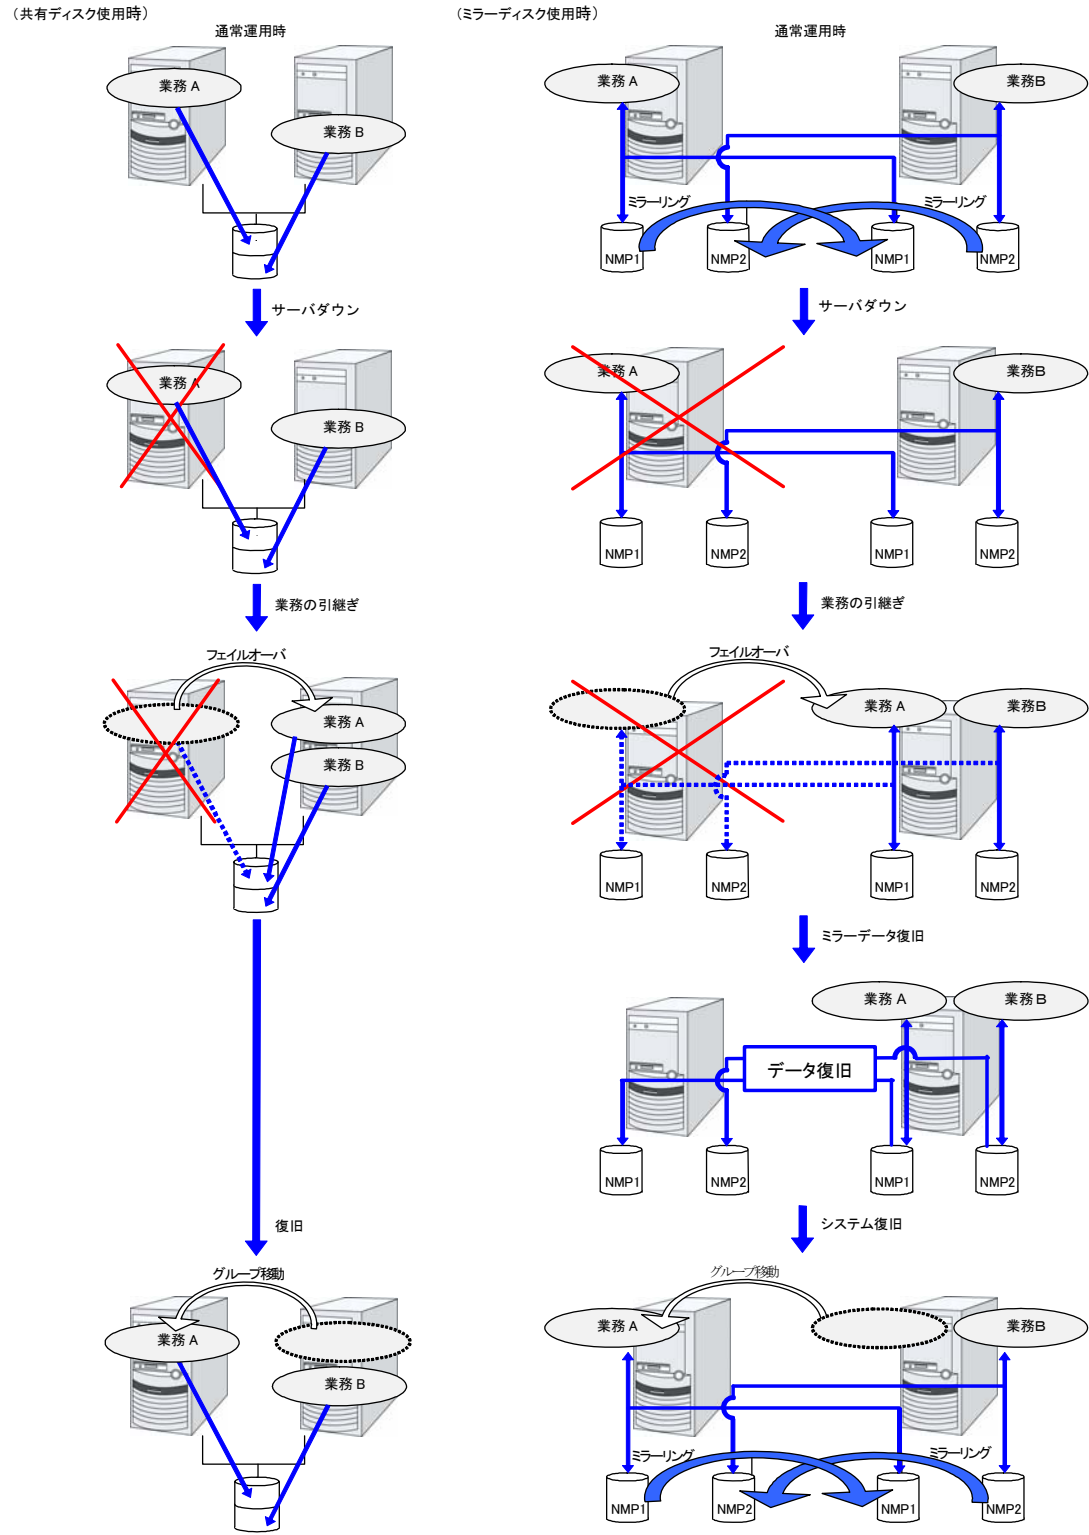 （共有ディスク使用時）
通常運用時
業務 A
業務 B
サーバダウン
業務 A
業務 B
業務の引継ぎ
フェイルオーバ
業務 A
業務 B
復旧
グループ移動
業務 A
業務 B
（ミラーディスク使用時）
通常運用時
業務 A
業務B
ミラーリング
ミラーリング
NMP1
NMP2
NMP1
NMP2
サーバダウン
業務 A
業務B
NMP1
NMP2
NMP1
NMP2
業務の引継ぎ
フェイルオーバ
業務 A
業務B
NMP1
NMP2
NMP1
NMP2
ミラーデータ復旧
業務 A
業務 B
データ復旧
NMP1
NMP2
NMP1
NMP2
システム復旧
グループ移動
業務 A
業務B
ミラーリング
ミラーリング
NMP1
NMP2
NMP1
NMP2